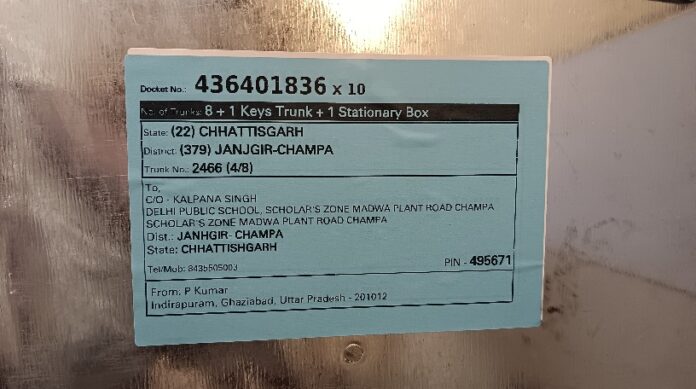 Docket No.: 436401836 x 10
No. of Trunks: 8 + 1 Keys Trunk + 1 Stationary Box
State: (22) CHHATTISGARH
District: (379) JANJGIR-CHAMPA
Trunk No.: 2466 (4/8)
To,
C/O - KALPANA SINGH
DELHI PUBLIC SCHOOL, SCHOLAR'S ZONE MADWA PLANT ROAD CHAMPA
SCHOLAR'S ZONE MADWA PLANT ROAD CHAMPA
Dist.: JANHGIR- CHAMPA
State: CHHATTISHGARH
Tel/Mob: PIN - 495671
From: P Kumar
Indirapuram, Ghaziabad, Uttar Pradesh - 201012